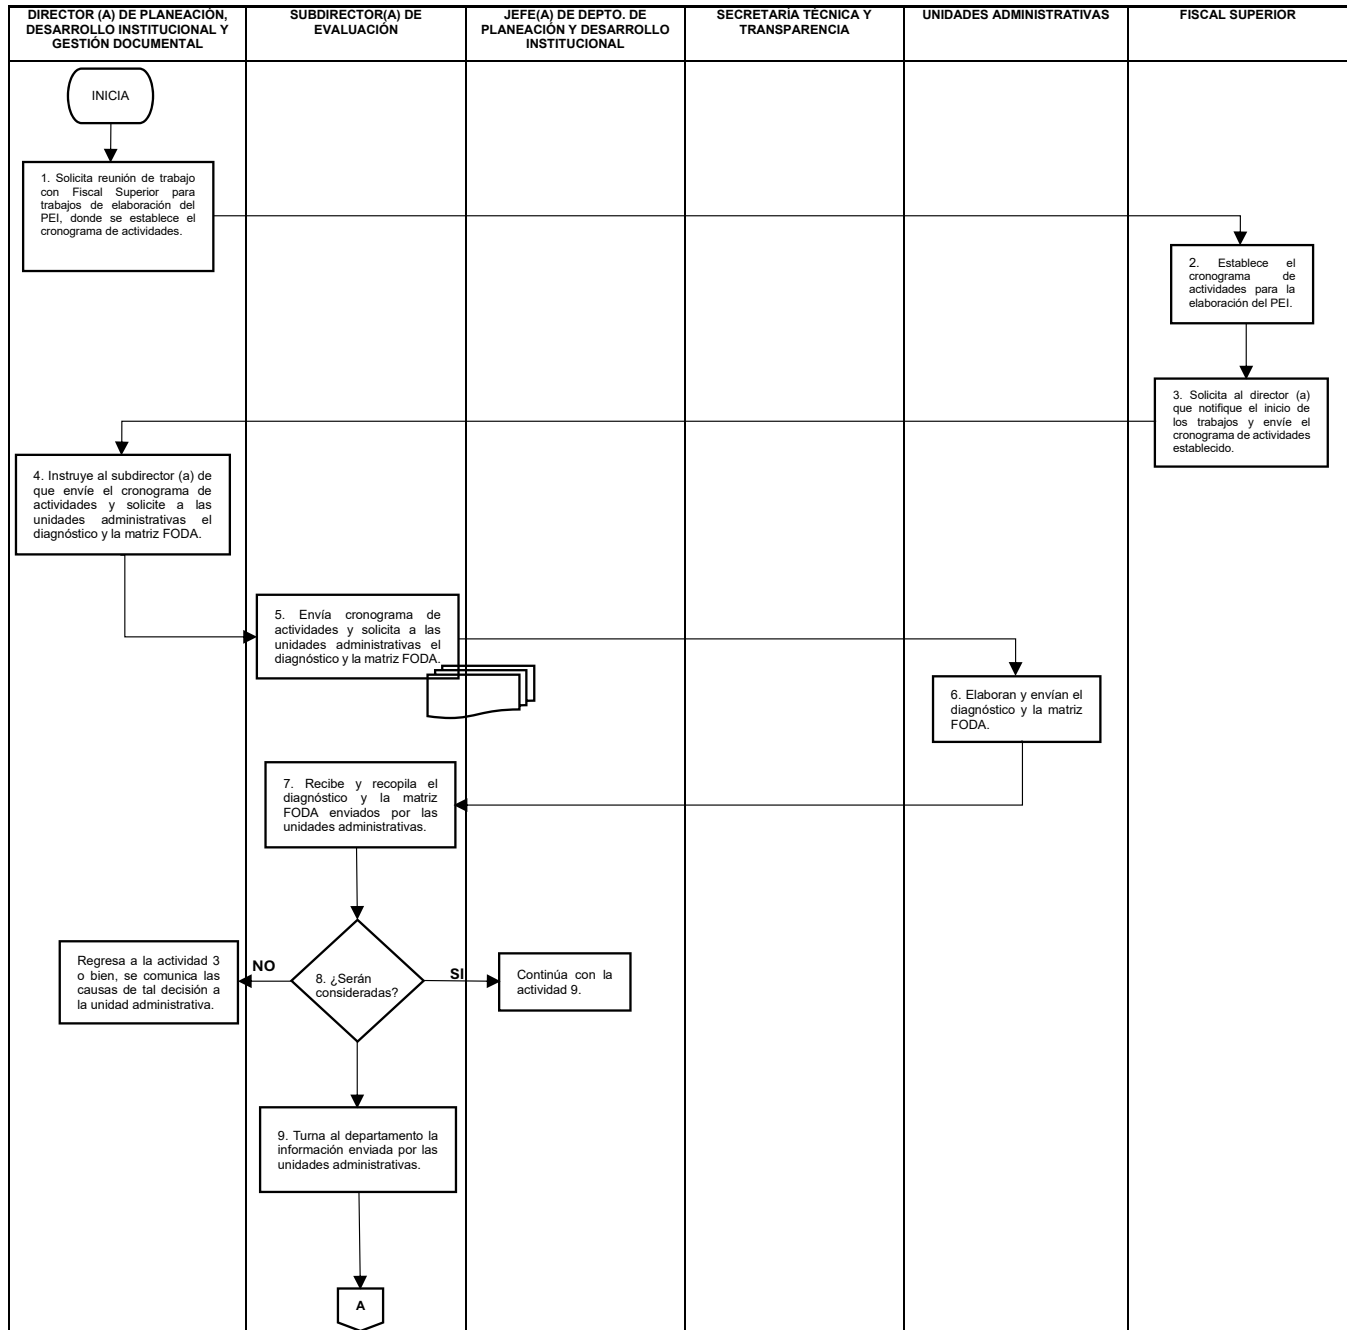 DIRECTOR (A) DE PLANEACIÓN,
DESARROLLO INSTITUCIONAL Y
GESTIÓN DOCUMENTAL
SUBDIRECTOR(A) DE
EVALUACIÓN
JEFE(A) DE DEPTO. DE
PLANEACIÓN Y DESARROLLO
INSTITUCIONAL
SECRETARÍA TÉCNICA Y
TRANSPARENCIA
UNIDADES ADMINISTRATIVAS
FISCAL SUPERIOR
INICIA
1. Solicita reunión de trabajo
con Fiscal Superior para
trabajos de elaboración del
PEI, donde se establece el
cronograma de actividades.
2. Establece el
cronograma de
actividades para la
elaboración del PEI.
3. Solicita al director (a)
que notifique el inicio de
los trabajos y envíe el
cronograma de actividades
establecido.
4. Instruye al subdirector (a) de
que envíe el cronograma de
actividades y solicite a las
unidades administrativas el
diagnóstico y la matriz FODA.
5. Envía cronograma de
actividades y solicita a las
unidades administrativas el
diagnóstico y la matriz FODA.
6. Elaboran y envían el
diagnóstico y la matriz
FODA.
7. Recibe y recopila el
diagnóstico y la matriz
FODA enviados por las
unidades administrativas.
Regresa a la actividad 3
o bien, se comunica las
causas de tal decisión a
la unidad administrativa.
NO
8. ¿Serán
consideradas?
SI
Continúa con la
actividad 9.
9. Turna al departamento la
información enviada por las
unidades administrativas.
A